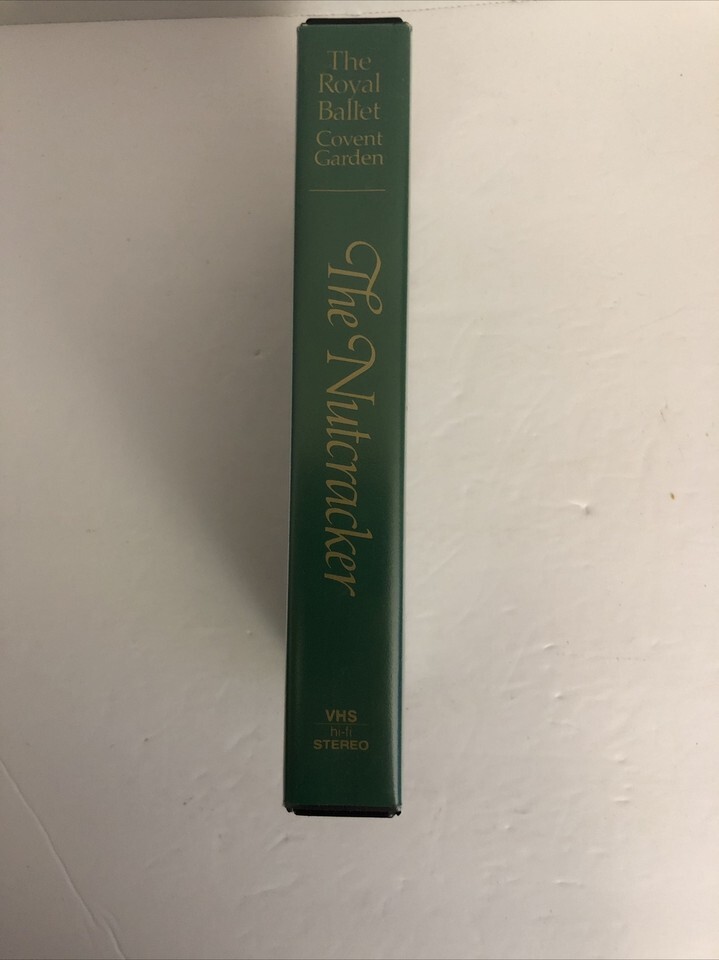 The
Royal
Ballet
Covent
Garden
The Nutcracker
VHS
hi-fi
STEREO